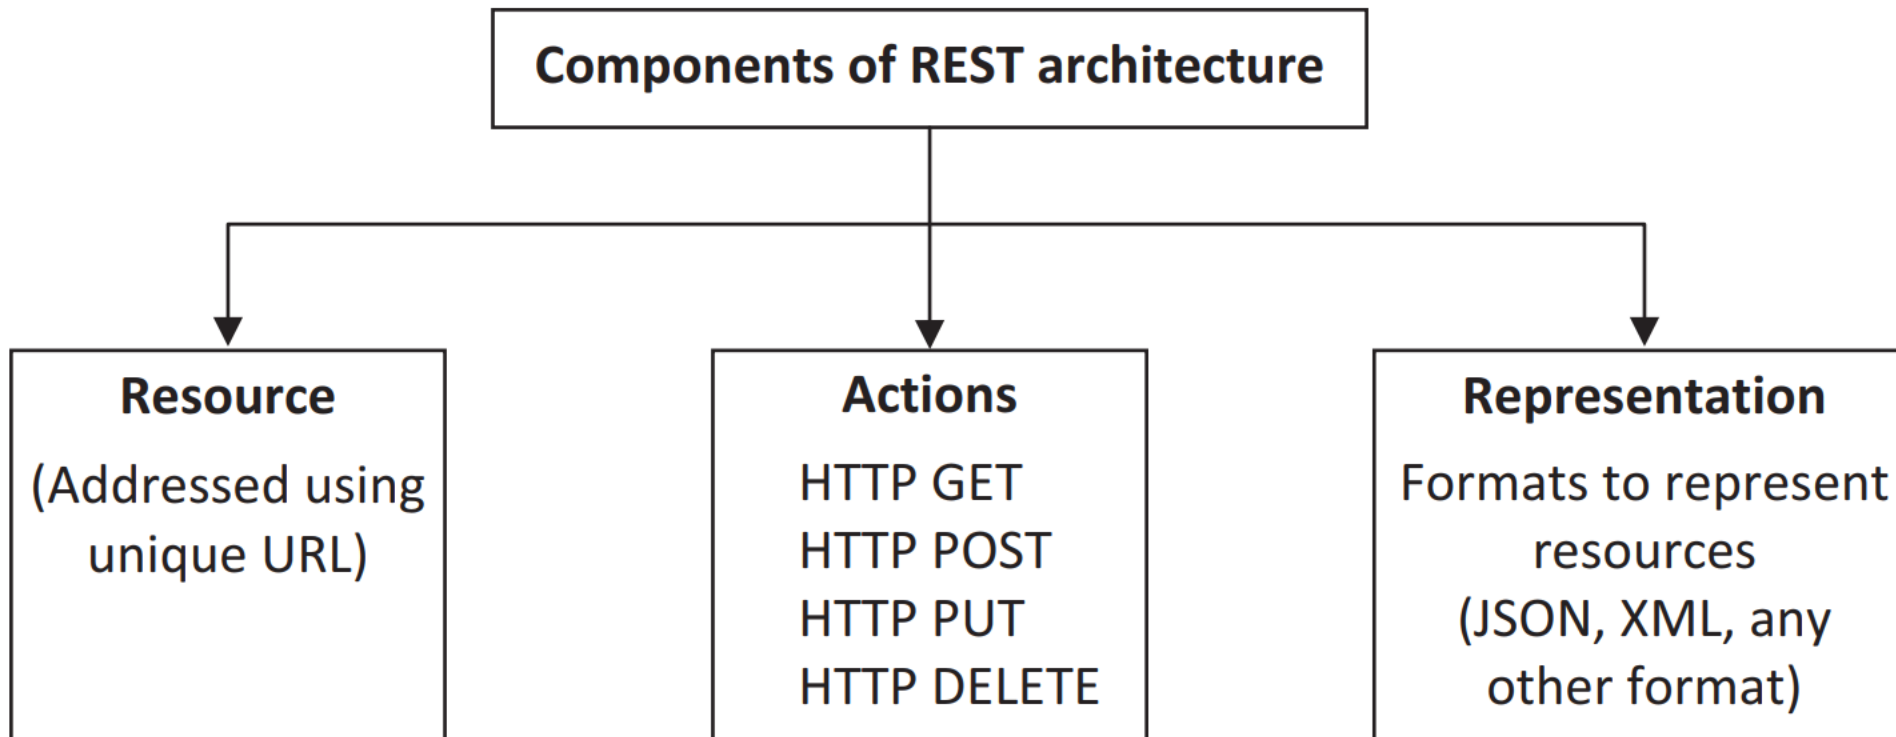 Components of REST architecture
Resource
(Addressed using
unique URL)
Actions
HTTP GET
HTTP POST
HTTP PUT
HTTP DELETE
Representation
Formats to represent
resources
(JSON, XML, any
other format)